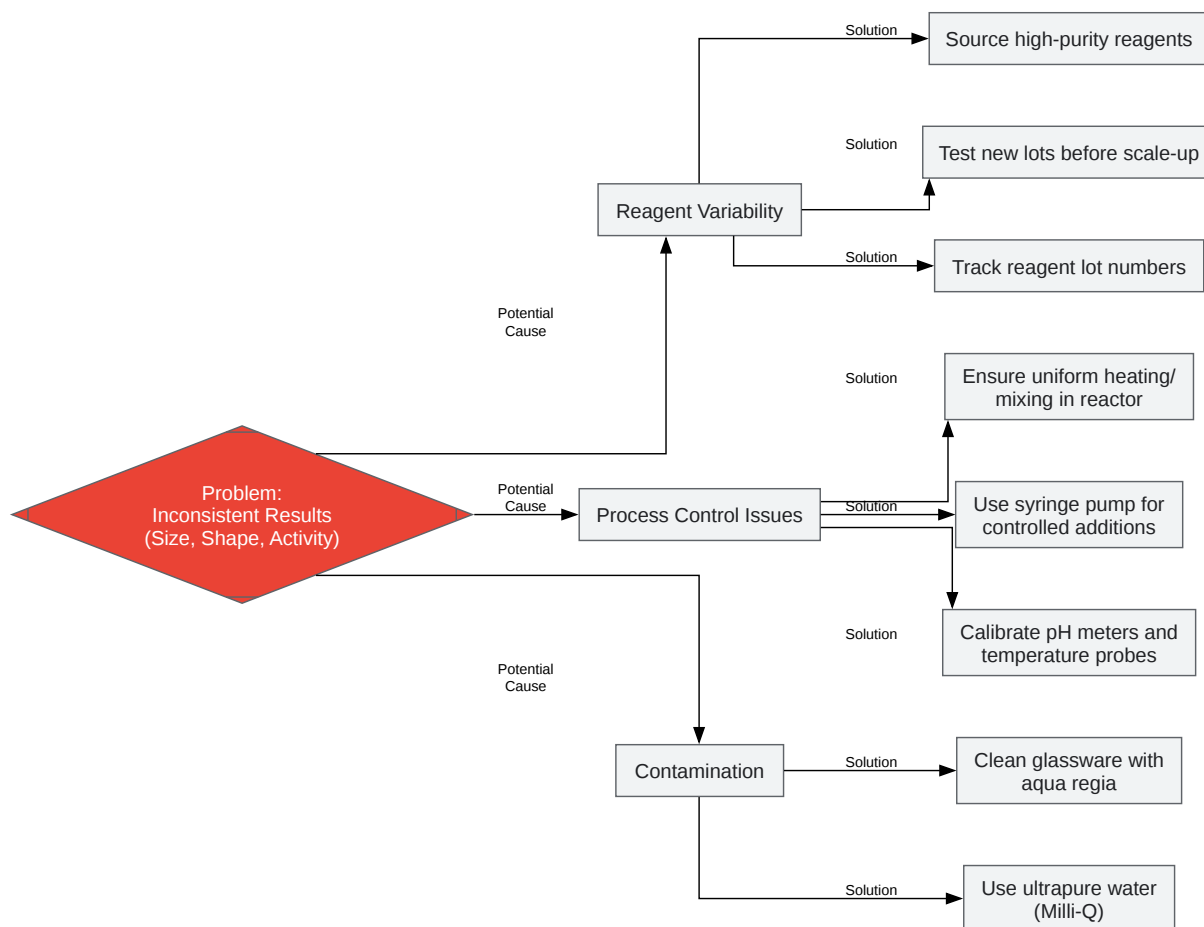 Solution
Source high-purity reagents
Solution
Test new lots before scale-up
Reagent Variability
Solution
Track reagent lot numbers
Potential
Cause
Solution
Ensure uniform heating/
mixing in reactor
Problem:
Inconsistent Results
(Size, Shape, Activity)
Potential
Cause
Process Control Issues
Solution
Use syringe pump for
controlled additions
Solution
Calibrate pH meters and
temperature probes
Potential
Cause
Contamination
Solution
Clean glassware with
aqua regia
Solution
Use ultrapure water
(Milli-Q)